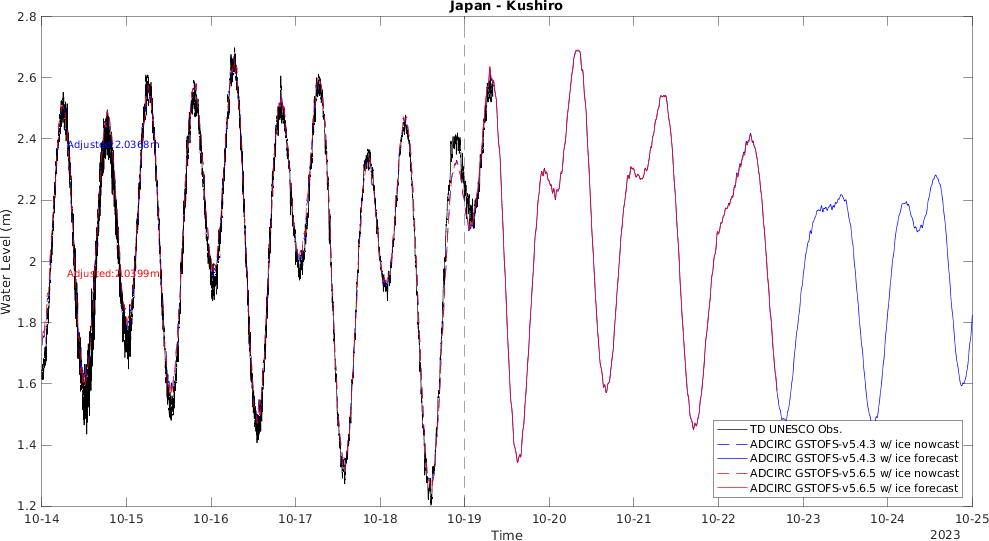 Japan - Kushiro
2.8
2.6
2.4
2.2
2
1.8
1.6
1.4
1.2
Water Level (m)
Adjusted:2.0368m
Adjusted:2.0399m
TD UNESCO Obs.
ADCIRC GSTOFS-v5.4.3 w/ ice nowcast
ADCIRC GSTOFS-v5.4.3 w/ ice forecast
ADCIRC GSTOFS-v5.6.5 w/ ice nowcast
ADCIRC GSTOFS-v5.6.5 w/ ice forecast
10-14 10-15 10-16 10-17 10-18 10-19 10-20 10-21 10-22 10-23 10-24 10-25
Time
2023